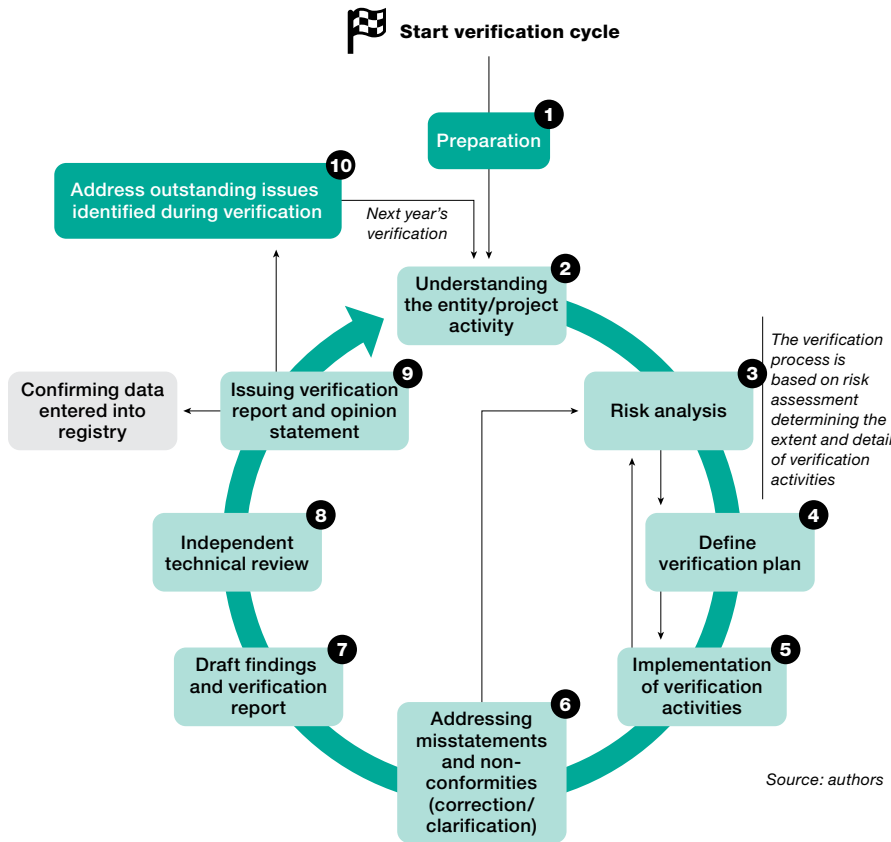 Start verification cycle
1
Preparation
10
Address outstanding issues
identified during verification
Next year's
verification
2
Understanding
the entity/project
activity
3
Risk analysis
The verification
process is
based on risk
assessment
determining the
extent and detail
of verification
activities
9
Issuing verification
report and opinion
statement
Confirming data
entered into
registry
4
Define
verification plan
8
Independent
technical review
5
Implementation
of verification
activities
7
Draft findings
and verification
report
6
Addressing
misstatements
and non-
conformities
(correction/
clarification)
Source: authors